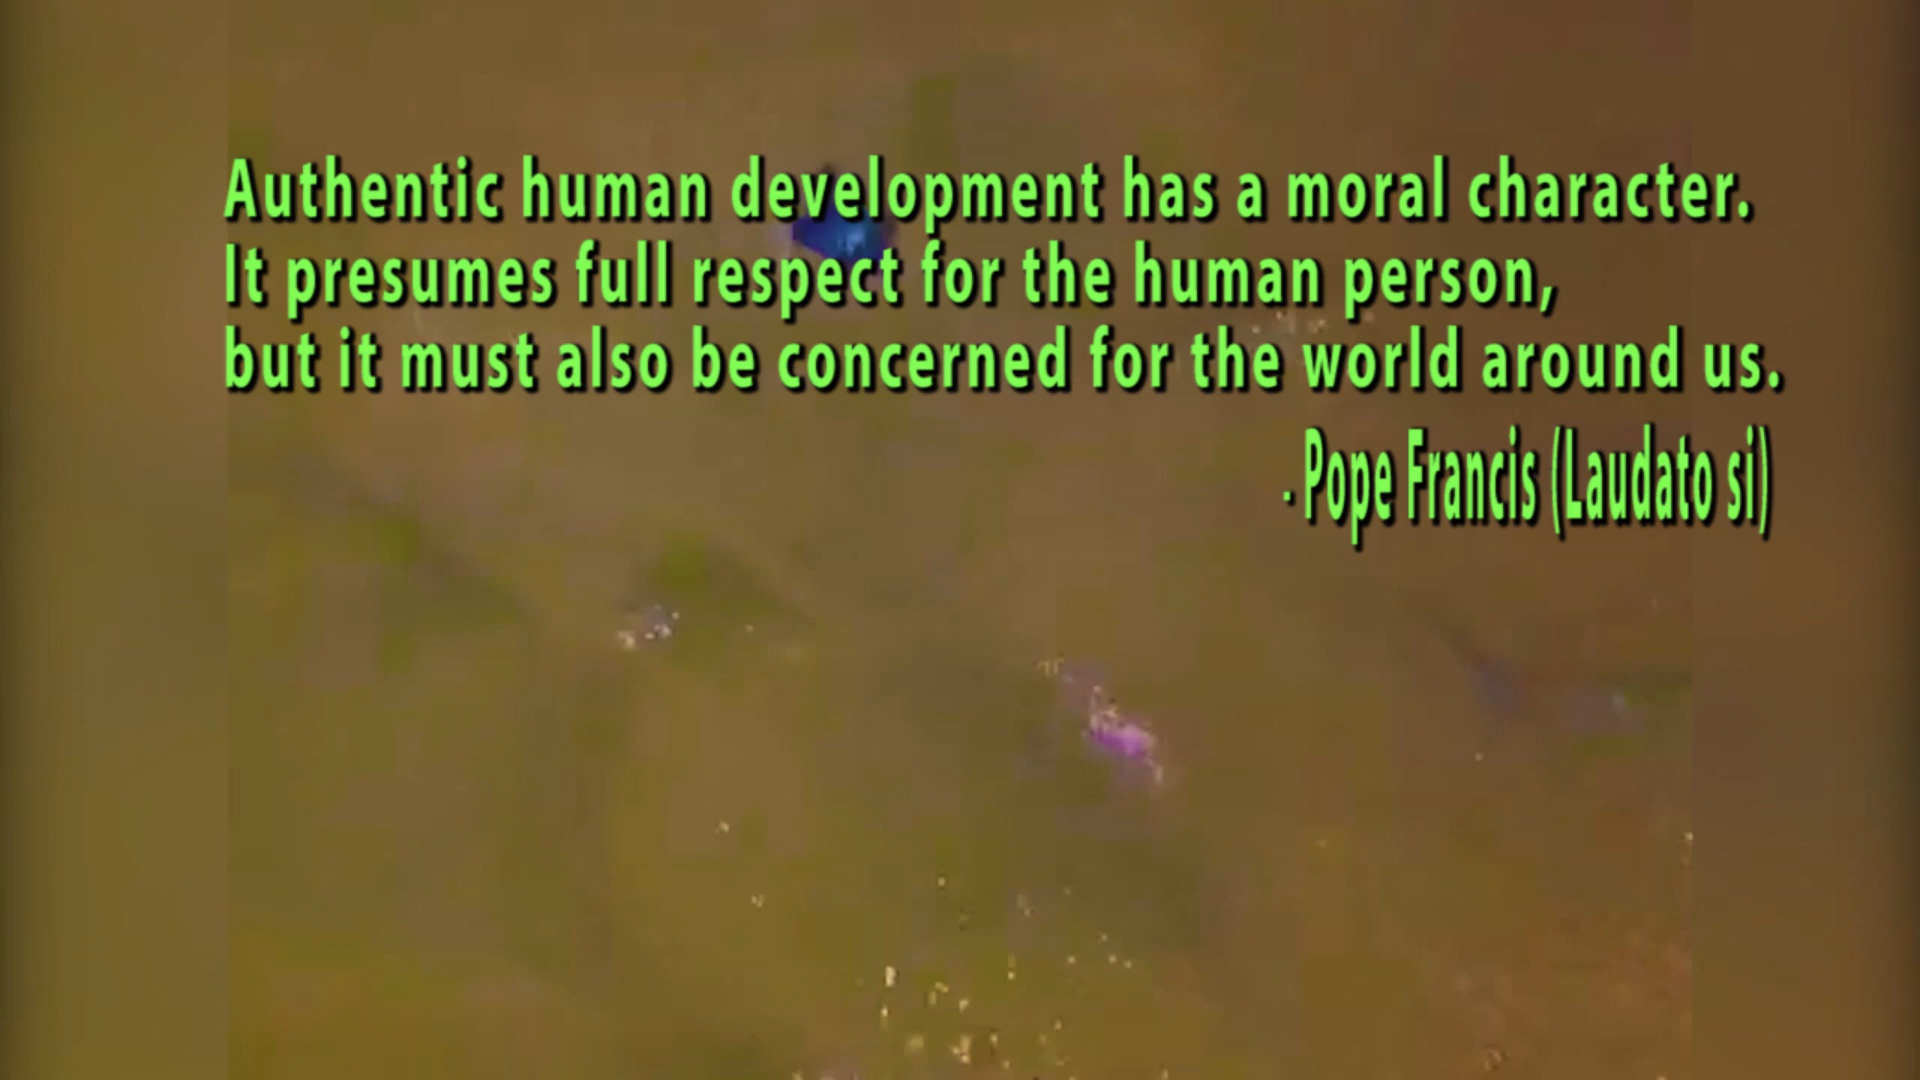 Authentic human development has a moral character.
It presumes full respect for the human person,
but it must also be concerned for the world around us.
- Pope Francis (Laudato si)